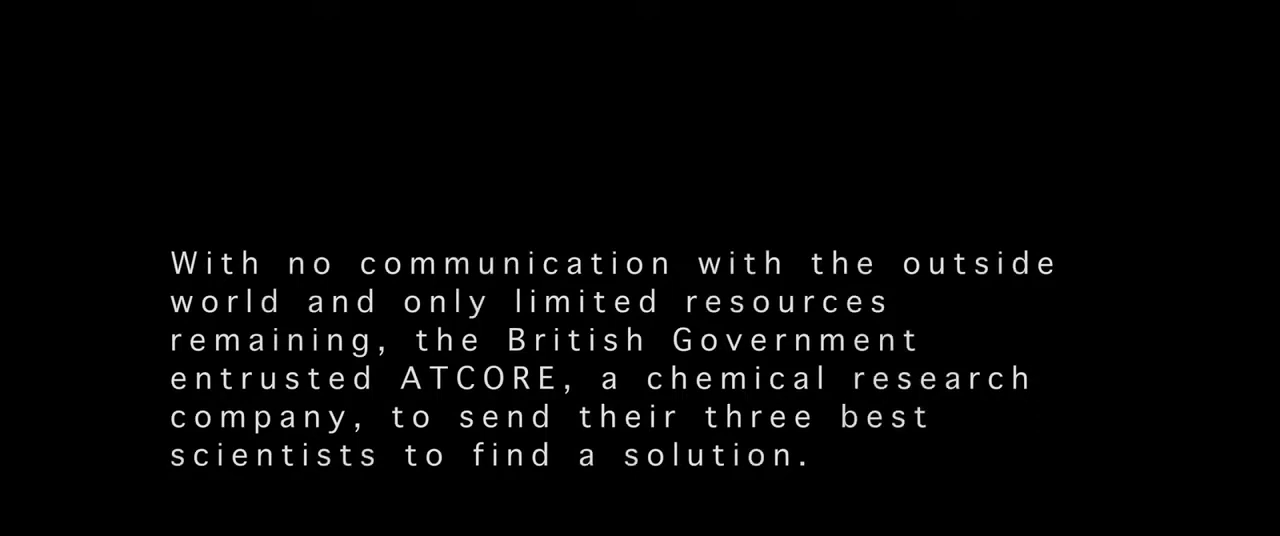 With no communication with the outside
world and only limited resources
remaining, the British Government
entrusted ATCORE, a chemical research
company, to send their three best
scientists to find a solution.